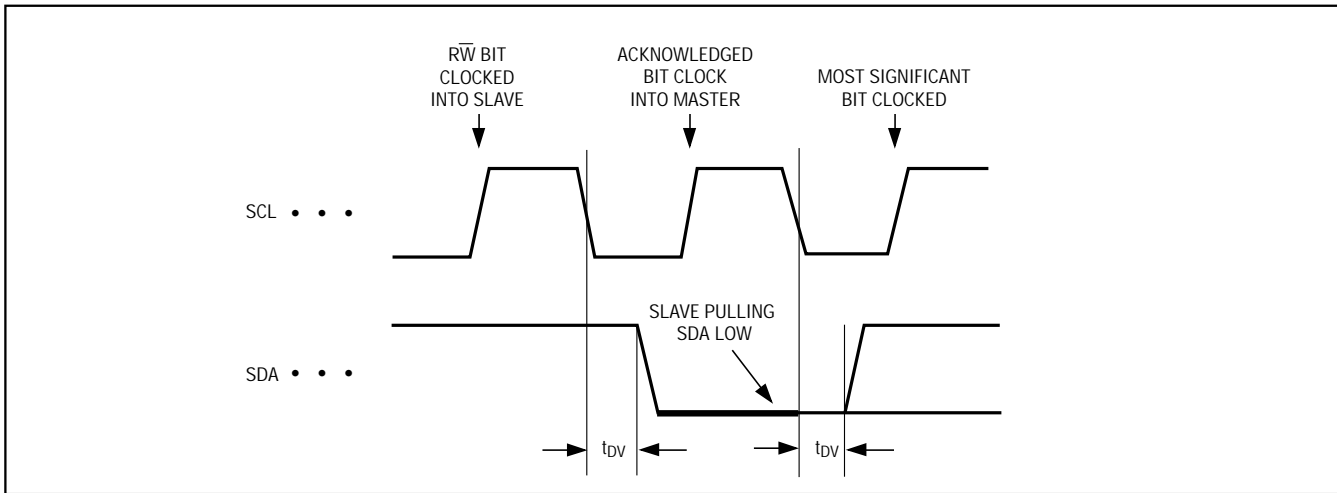 RW̅ BIT
CLOCKED
INTO SLAVE
ACKNOWLEDGED
BIT CLOCK
INTO MASTER
MOST SIGNIFICANT
BIT CLOCKED
SCL • • •
SLAVE PULLING
SDA LOW
SDA • • •
tDV
tDV